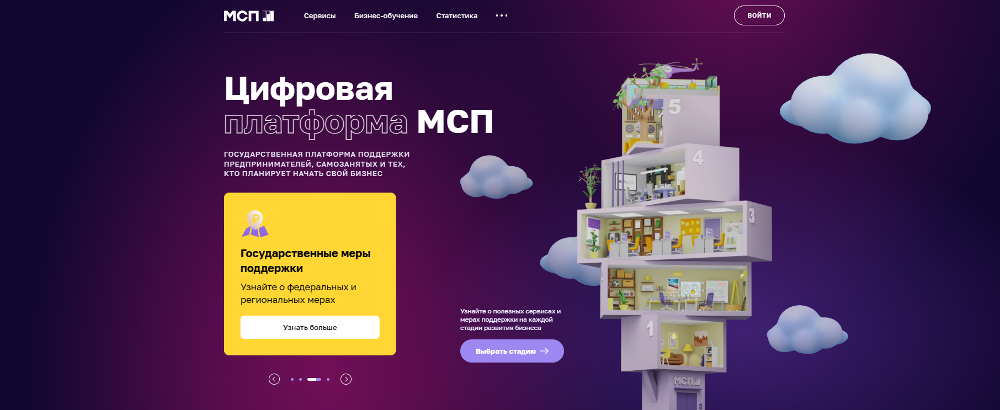 МСП
Сервисы
Бизнес-обучение
Статистика
ВОЙТИ
Цифровая
платформа МСП
ГОСУДАРСТВЕННАЯ ПЛАТФОРМА ПОДДЕРЖКИ
ПРЕДПРИНИМАТЕЛЕЙ, САМОЗАНЯТЫХ И ТЕХ,
КТО ПЛАНИРУЕТ НАЧАТЬ СВОЙ БИЗНЕС
Государственные меры
поддержки
Узнайте о федеральных и
региональных мерах
Узнать больше
Узнайте о полезных сервисах и
мерах поддержки на каждой
стадии развития бизнеса
Выбрать стадию
5
4
МСП
3
1
МСП